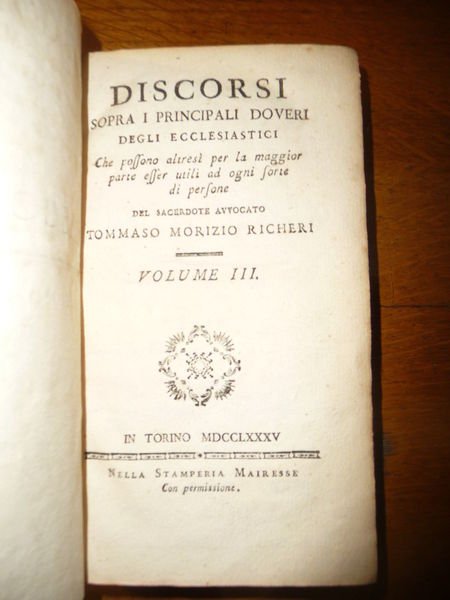 DISCORSI
SOPRA I PRINCIPALI DOVERI
DEGLI ECCLESIASTICI
Che poſſono altresì per la maggior
parte eſſer utili ad ogni ſorte
di perſone
DEL SACERDOTE AVVOCATO
TOMMASO MORIZIO RICHERI
VOLUME III.
IN TORINO MDCCLXXXV
NELLA STAMPERIA MAIRESSE
Con permiſſione.